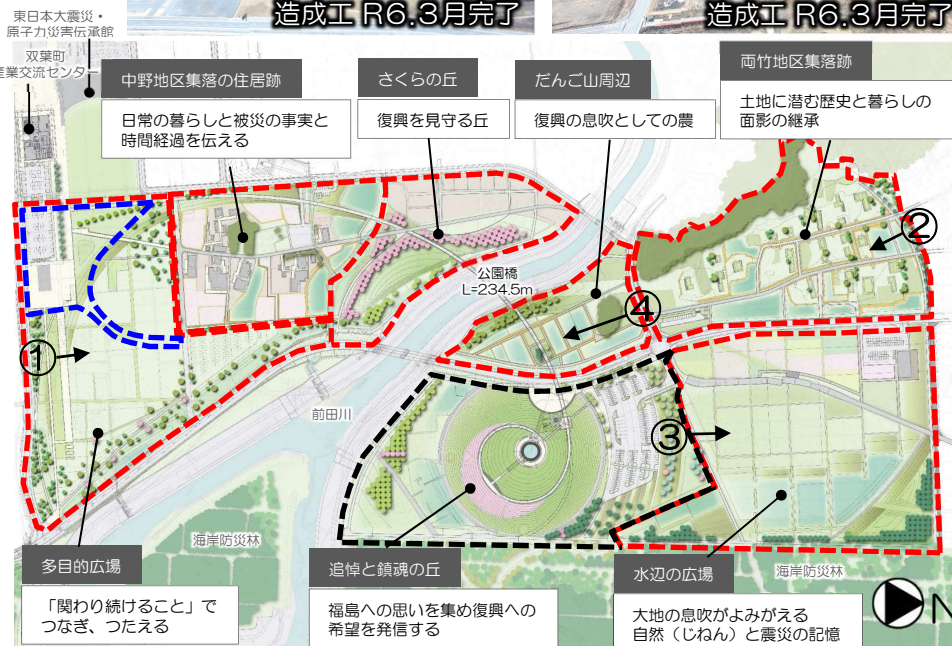 造成工 R6.3月完了
造成工 R6.3月完了
東日本大震災・
原子力災害伝承館
双葉町
産業交流センター
中野地区集落の住居跡
日常の暮らしと被災の事実と
時間経過を伝える
さくらの丘
復興を見守る丘
だんご山周辺
復興の息吹としての農
両竹地区集落跡
土地に潜む歴史と暮らしの
面影の継承
②
公園橋
L=234.5m
④
①
前田川
③
海岸防災林
多目的広場
「関わり続けること」で
つなぎ、つたえる
追悼と鎮魂の丘
福島への思いを集め復興への
希望を発信する
水辺の広場
大地の息吹がよみがえる
自然（じねん）と震災の記憶
海岸防災林
N